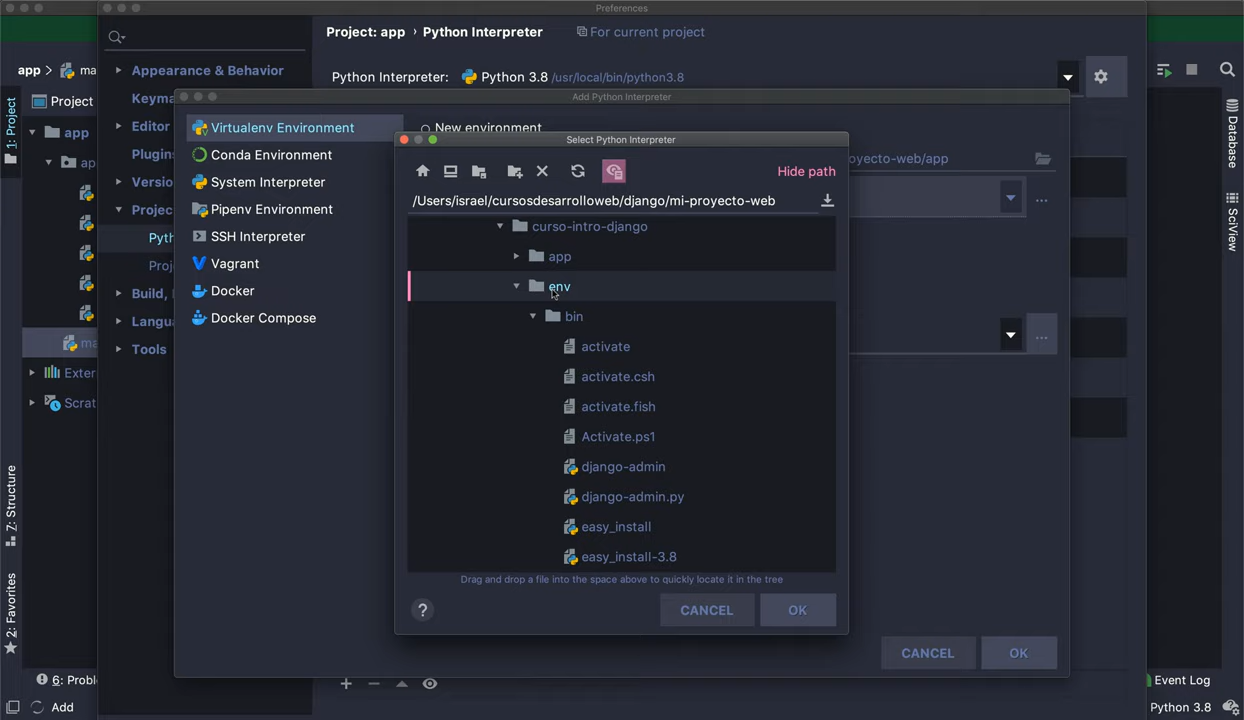 Preferences
Project: app › Python Interpreter
For current project
Python Interpreter: Python 3.8 /usr/local/bin/python3.8
app
ma
Project
app
ap
ma
Exter
Scrat
1: Project
7: Structure
2: Favorites
Appearance & Behavior
Keyma
Editor
Plugins
Versio
Projec
Pyth
Proj
Build,
Langu
Tools
Add Python Interpreter
Virtualenv Environment
Conda Environment
System Interpreter
Pipenv Environment
SSH Interpreter
Vagrant
Docker
Docker Compose
New environment
oyecto-web/app
Select Python Interpreter
Hide path
/Users/israel/cursosdesarrolloweb/django/mi-proyecto-web
curso-intro-django
app
env
bin
activate
activate.csh
activate.fish
Activate.ps1
django-admin
django-admin.py
easy_install
easy_install-3.8
Drag and drop a file into the space above to quickly locate it in the tree
?
CANCEL
OK
CANCEL
OK
Database
SciView
6: Proble
Event Log
Add
Python 3.8